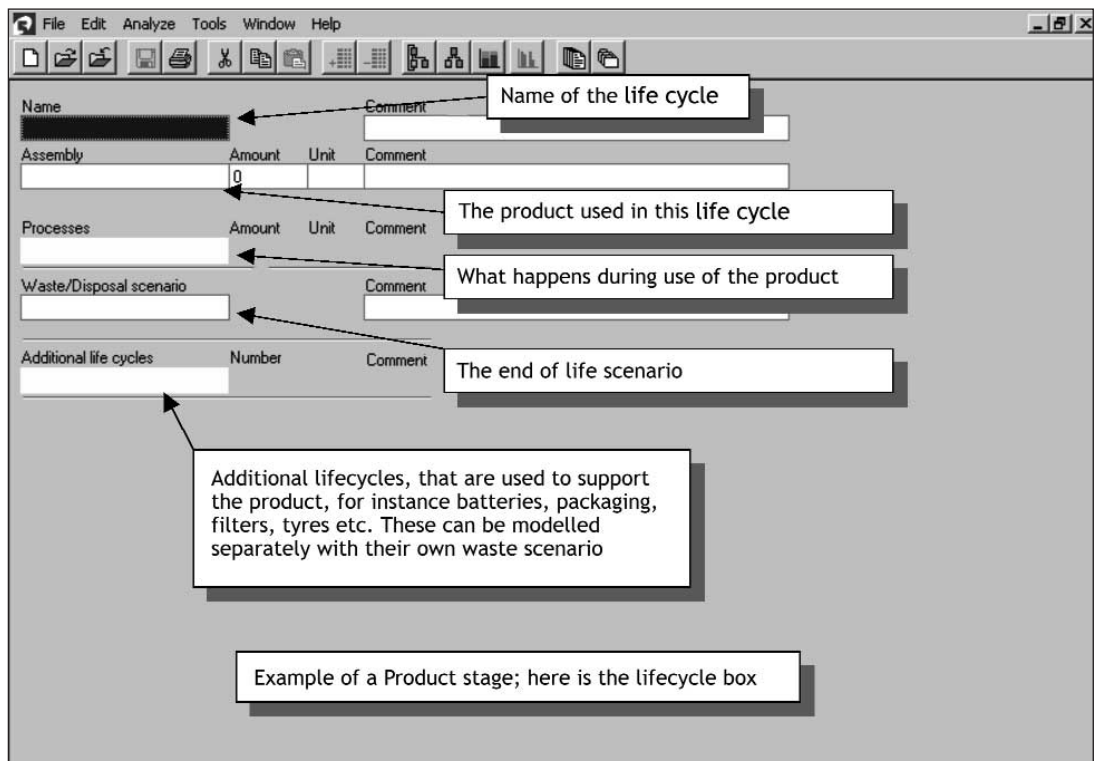 File Edit Analyze Tools Window Help
Name
Comment
Name of the life cycle
Assembly Amount Unit Comment
0
The product used in this life cycle
Processes Amount Unit Comment
What happens during use of the product
Waste/Disposal scenario Comment
Additional life cycles Number Comment
The end of life scenario
Additional lifecycles, that are used to support
the product, for instance batteries, packaging,
filters, tyres etc. These can be modelled
separately with their own waste scenario
Example of a Product stage; here is the lifecycle box